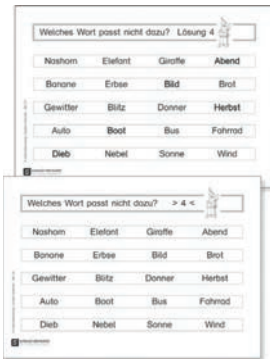 Welches Wort passt nicht dazu? Lösung 4
Nashorn Elefant Giraffe Abend
Banane Erbse Bild Brot
Gewitter Blitz Donner Herbst
Auto Boot Bus Fahrrad
Dieb Nebel Sonne Wind
Welches Wort passt nicht dazu? > 4 <
Nashorn Elefant Giraffe Abend
Banane Erbse Bild Brot
Gewitter Blitz Donner Herbst
Auto Boot Bus Fahrrad
Dieb Nebel Sonne Wind